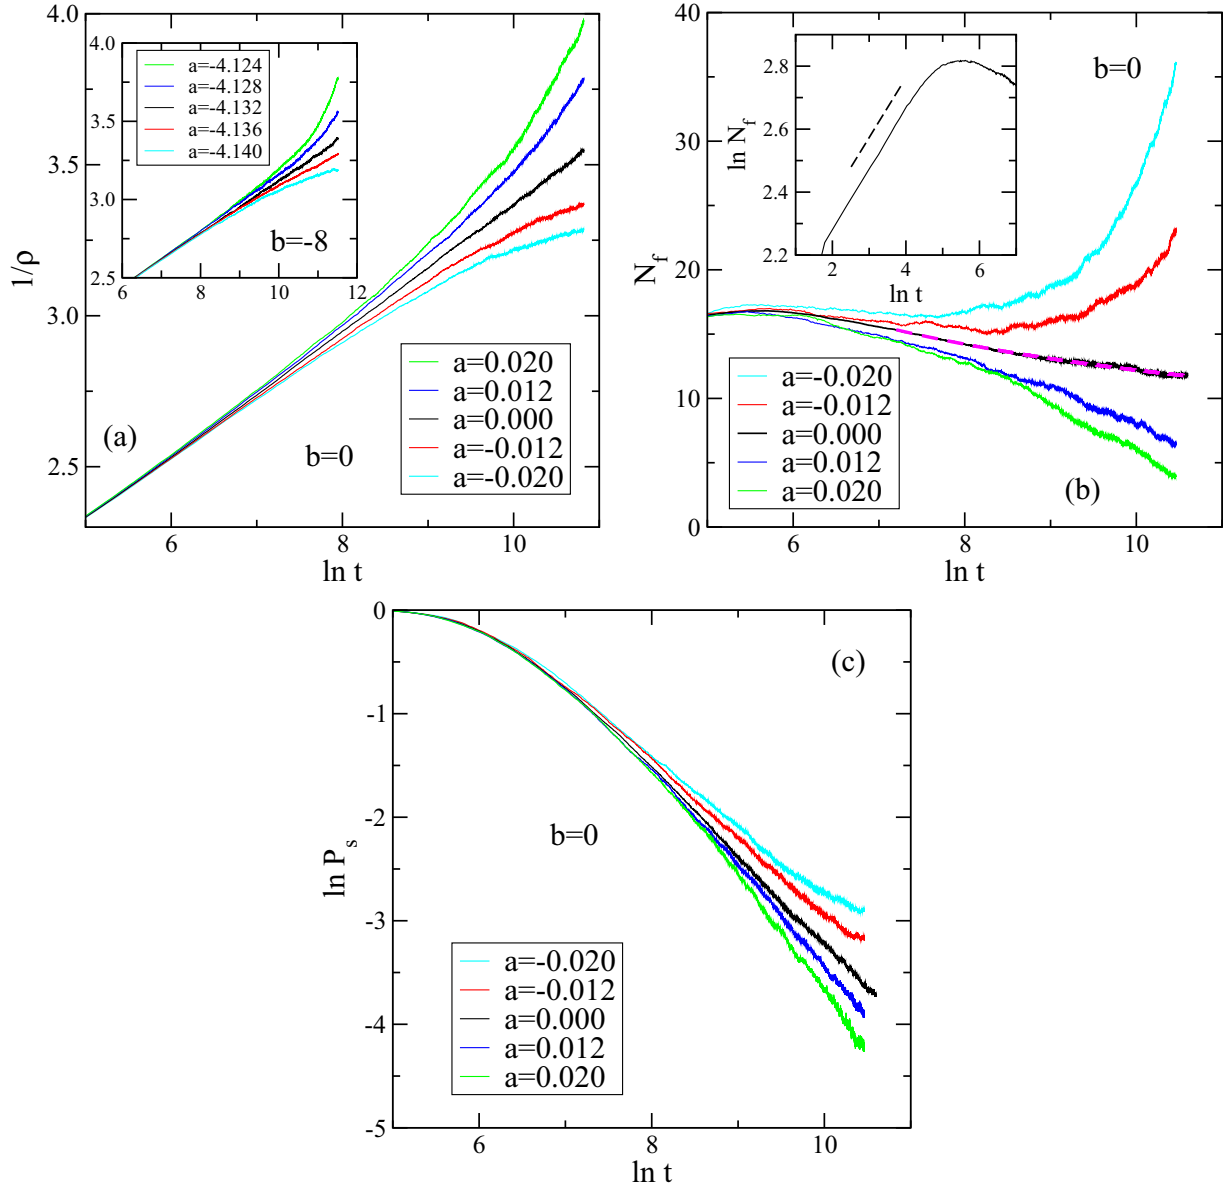 4.0
3.5
3.0
2.5
1/ρ
6
8
10
ln t
(a)
b=0
a=0.020
a=0.012
a=0.000
a=-0.012
a=-0.020
4.0
3.5
3.0
2.5
6
8
10
12
a=-4.124
a=-4.128
a=-4.132
a=-4.136
a=-4.140
b=-8
40
30
20
10
0
N_f
6
8
10
ln t
b=0
(b)
a=-0.020
a=-0.012
a=0.000
a=0.012
a=0.020
2.8
2.6
2.4
2.2
ln N_f
2
4
6
ln t
0
-1
-2
-3
-4
-5
ln P_s
6
8
10
ln t
(c)
b=0
a=-0.020
a=-0.012
a=0.000
a=0.012
a=0.020